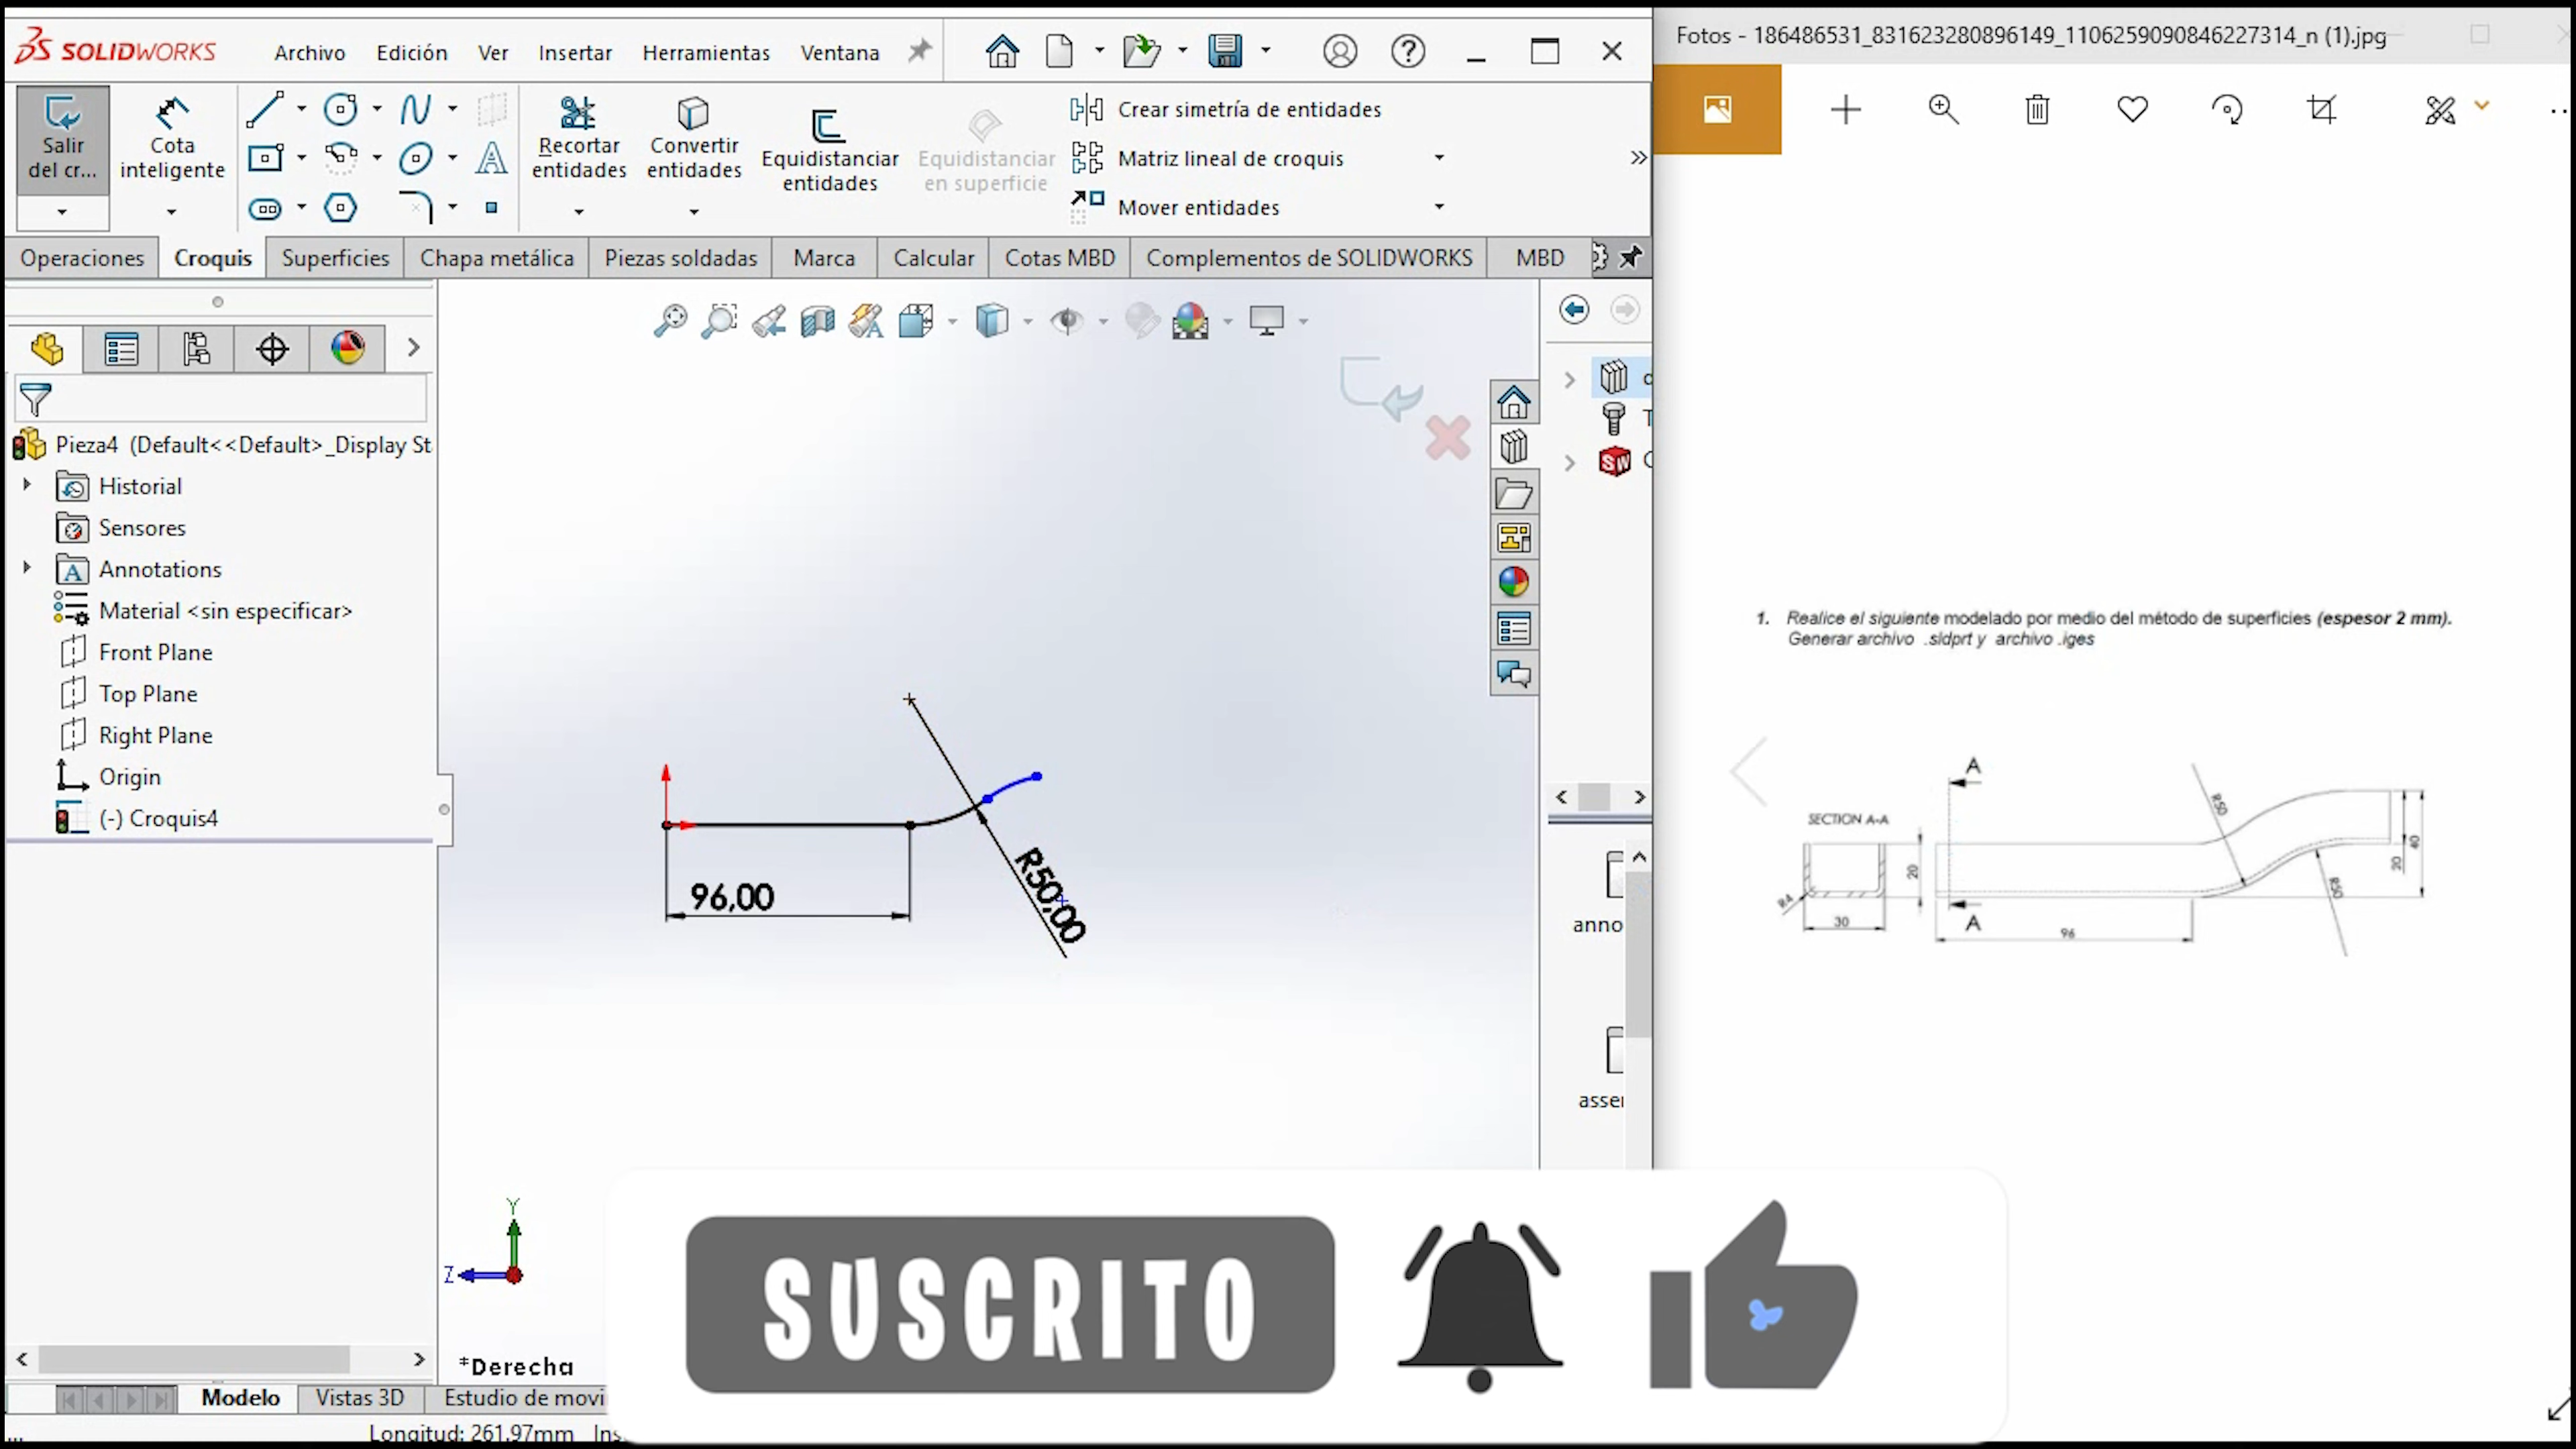 SOLIDWORKS
Archivo Edición Ver Insertar Herramientas Ventana
Fotos - 186486531_831623280896149_1106259090846227314_n (1).jpg
Salir del cr...
Cota inteligente
Recortar entidades
Convertir entidades
Equidistanciar entidades
Equidistanciar en superficie
Crear simetría de entidades
Matriz lineal de croquis
Mover entidades
Operaciones Croquis Superficies Chapa metálica Piezas soldadas Marca Calcular Cotas MBD Complementos de SOLIDWORKS MBD
Pieza4 (Default<<Default>_Display St
Historial
Sensores
Annotations
Material <sin especificar>
Front Plane
Top Plane
Right Plane
Origin
(-) Croquis4
96,00
R50,00
anno
asse
1. Realice el siguiente modelado por medio del método de superficies (espesor 2 mm).
Generar archivo .sldprt y archivo .iges
SECTION A-A
A
A
R50
R50
R4
30
20
96
20
40
Y
Z
*Derecha
SUSCRITO
Modelo Vistas 3D Estudio de movi
Longitud: 261.97mm Ins